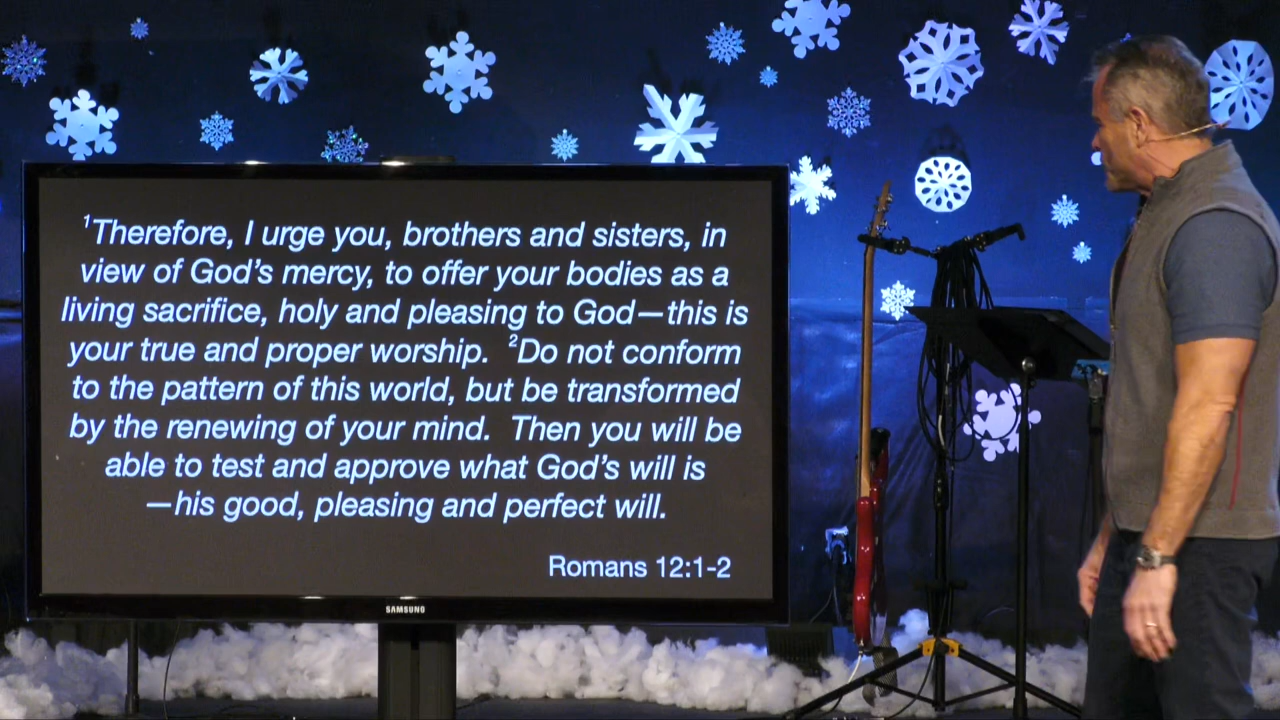 ¹Therefore, I urge you, brothers and sisters, in
view of God's mercy, to offer your bodies as a
living sacrifice, holy and pleasing to God—this is
your true and proper worship. ²Do not conform
to the pattern of this world, but be transformed
by the renewing of your mind. Then you will be
able to test and approve what God's will is
—his good, pleasing and perfect will.
Romans 12:1-2
SAMSUNG